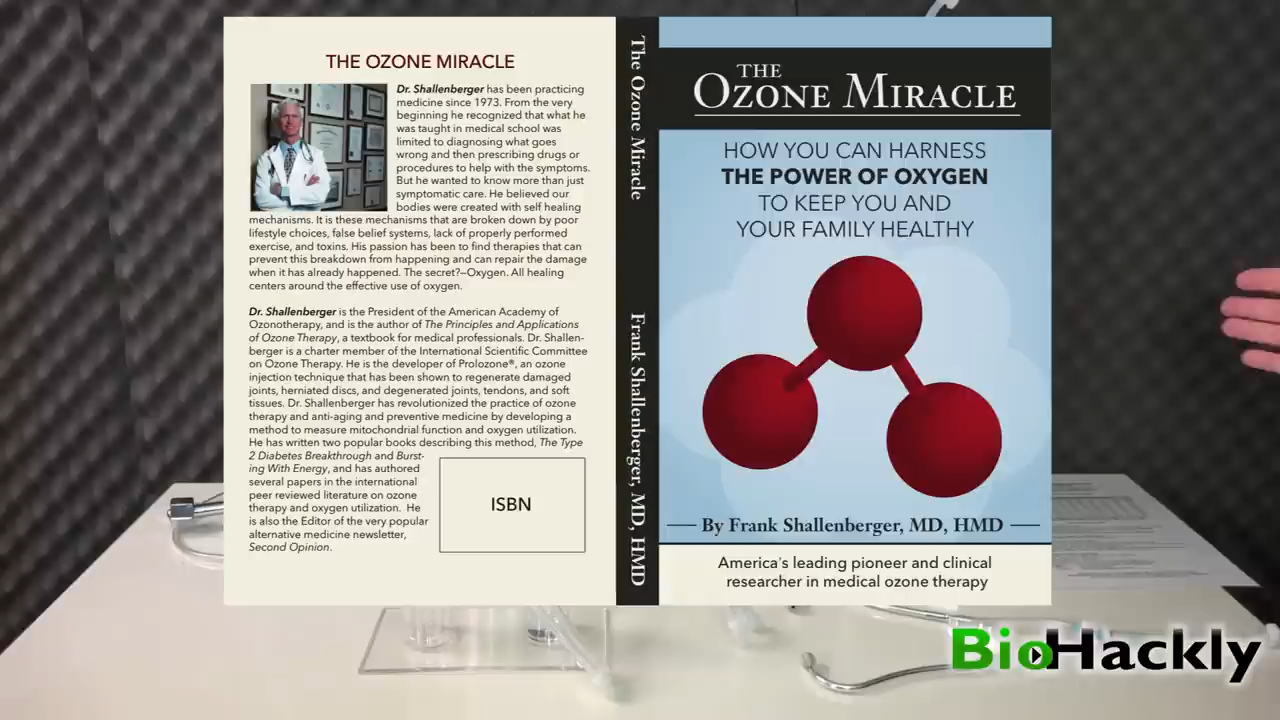 THE OZONE MIRACLE
Dr. Shallenberger has been practicing
medicine since 1973. From the very
beginning he recognized that what he
was taught in medical school was
limited to diagnosing what goes
wrong and then prescribing drugs or
procedures to help with the symptoms.
But he wanted to know more than just
symptomatic care. He believed our
bodies were created with self healing
mechanisms. It is these mechanisms that are broken down by poor
lifestyle choices, false belief systems, lack of properly performed
exercise, and toxins. His passion has been to find therapies that can
prevent this breakdown from happening and can repair the damage
when it has already happened. The secret?—Oxygen. All healing
centers around the effective use of oxygen.
Dr. Shallenberger is the President of the American Academy of
Ozonotherapy, and is the author of The Principles and Applications
of Ozone Therapy, a textbook for medical professionals. Dr. Shallen-
berger is a charter member of the International Scientific Committee
on Ozone Therapy. He is the developer of Prolozone®, an ozone
injection technique that has been shown to regenerate damaged
joints, herniated discs, and degenerated joints, tendons, and soft
tissues. Dr. Shallenberger has revolutionized the practice of ozone
therapy and anti-aging and preventive medicine by developing a
method to measure mitochondrial function and oxygen utilization.
He has written two popular books describing this method, The Type
2 Diabetes Breakthrough and Burst-
ing With Energy, and has authored
several papers in the international
peer reviewed literature on ozone
therapy and oxygen utilization. He
is also the Editor of the very popular
alternative medicine newsletter,
Second Opinion.
ISBN
The Ozone Miracle
Frank Shallenberger, MD, HMD
THE
OZONE MIRACLE
HOW YOU CAN HARNESS
THE POWER OF OXYGEN
TO KEEP YOU AND
YOUR FAMILY HEALTHY
By Frank Shallenberger, MD, HMD
America's leading pioneer and clinical
researcher in medical ozone therapy
BioHackly